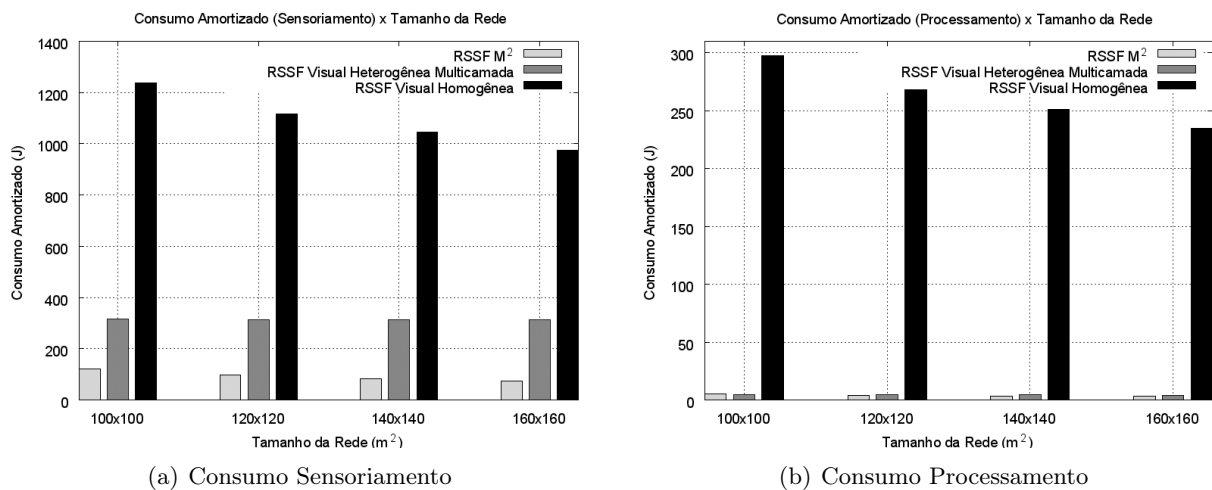 Consumo Amortizado (Sensoriamento) x Tamanho da Rede
1400
1200
1000
800
600
400
200
0
Consumo Amortizado (J)
RSSF M²
RSSF Visual Heterogênea Multicamada
RSSF Visual Homogênea
100x100 120x120 140x140 160x160
Tamanho da Rede (m²)
(a) Consumo Sensoriamento
Consumo Amortizado (Processamento) x Tamanho da Rede
300
250
200
150
100
50
0
Consumo Amortizado (J)
RSSF M²
RSSF Visual Heterogênea Multicamada
RSSF Visual Homogênea
100x100 120x120 140x140 160x160
Tamanho da Rede (m²)
(b) Consumo Processamento